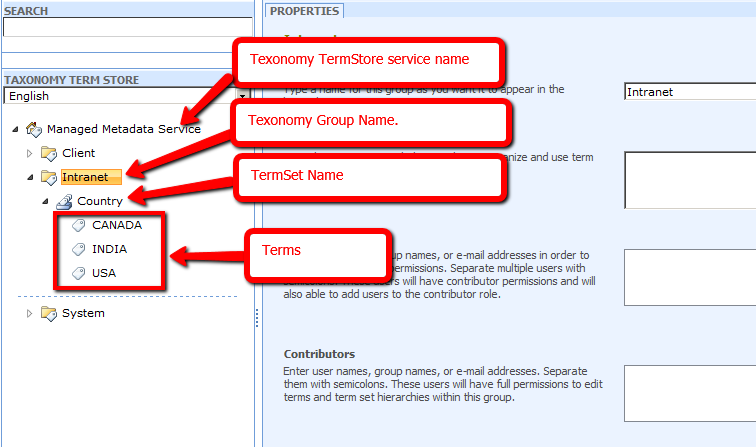 SEARCH
TAXONOMY TERM STORE
English
Managed Metadata Service
Client
Intranet
Country
CANADA
INDIA
USA
System
Texonomy TermStore service name
Texonomy Group Name.
TermSet Name
Terms
PROPERTIES
Type a name for this group as you want it to appear in the
Intranet
and use term
group names, or e-mail addresses in order to
permissions. Separate multiple users with
These users will have contributor permissions and will
also able to add users to the contributor role.
Contributors
Enter user names, group names, or e-mail addresses. Separate
them with semicolons. These users will have full permissions to edit
terms and term set hierarchies within this group.